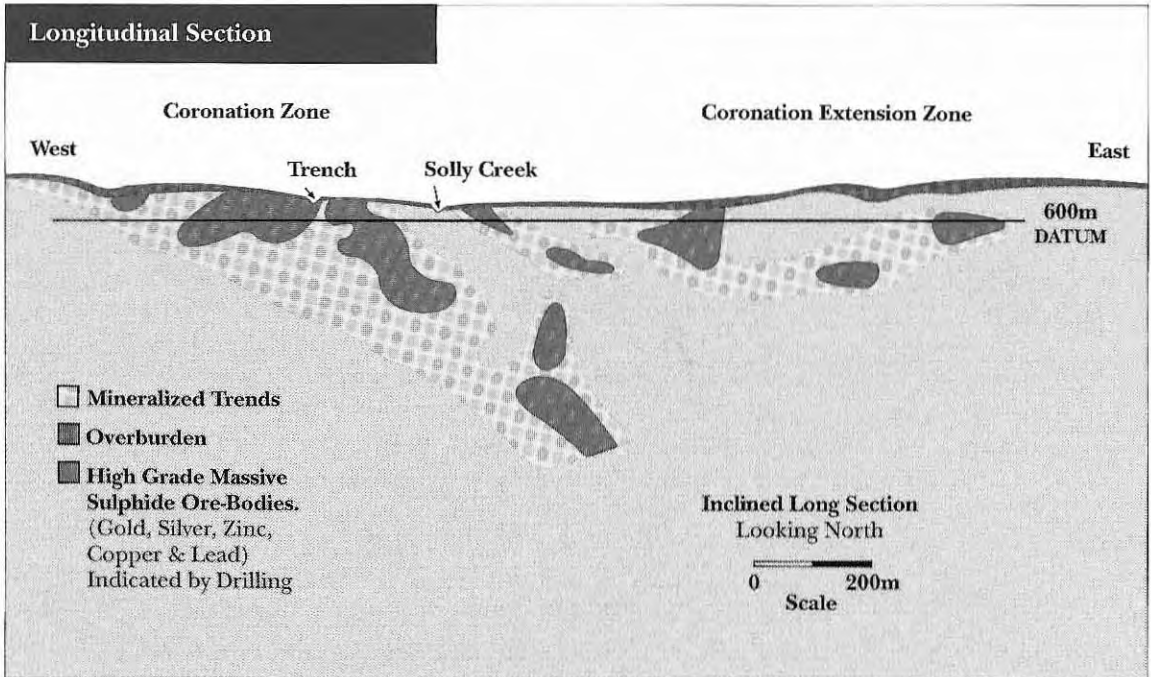 Longitudinal Section
Coronation Zone
Coronation Extension Zone
West
East
Trench
Solly Creek
600m
DATUM
Mineralized Trends
Overburden
High Grade Massive
Sulphide Ore-Bodies.
(Gold, Silver, Zinc,
Copper & Lead)
Indicated by Drilling
Inclined Long Section
Looking North
0 200m
Scale